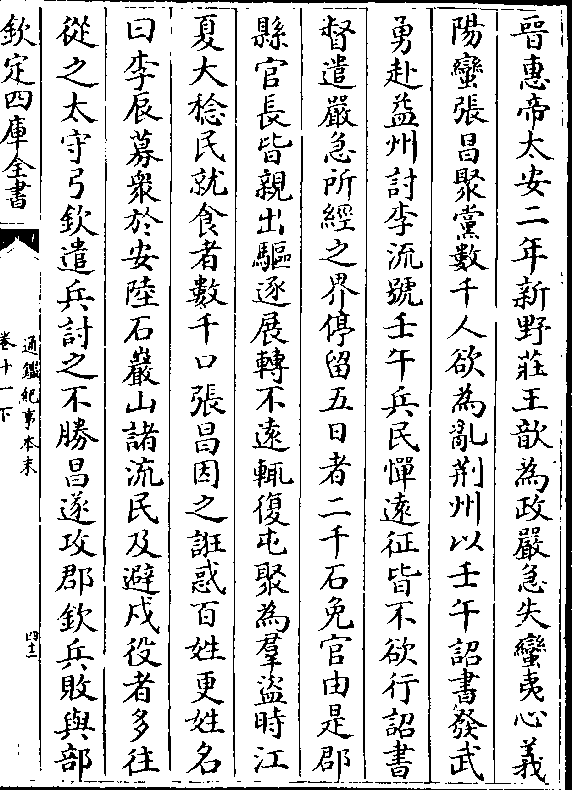 晉惠帝太安二年新野莊王歆為政嚴急失蠻夷心義
陽蠻張昌聚黨數千人欲為亂荆州以壬午詔書發武
勇赴益州討李流號壬午兵民憚遠征皆不欲行詔書
督遣嚴急所經之界停留五日者二千石免官由是郡
縣官長皆親出驅逐展轉不遠輒復屯聚為羣盜時江
夏大稔民就食者數千口張昌因之誑惑百姓更姓名
曰李辰募衆於安陸石巖山諸流民及避戍役者多往
從之太守弓欽遣兵討之不勝昌遂攻郡欽兵敗與部
欽定四庫全書
通鑑紀事本末
卷十一下
四十二